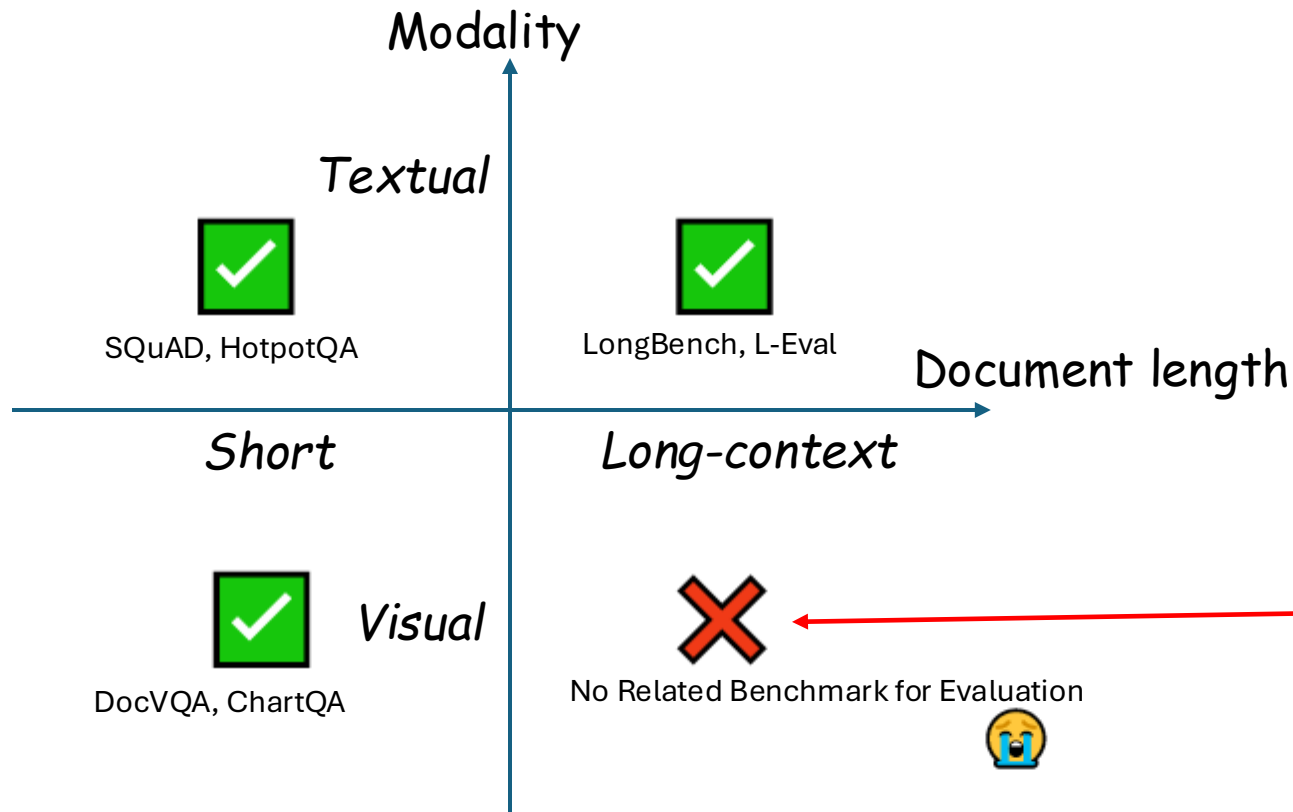 Modality
Textual
SQuAD, HotpotQA
LongBench, L-Eval
Document length
Short
Long-context
Visual
DocVQA, ChartQA
No Related Benchmark for Evaluation